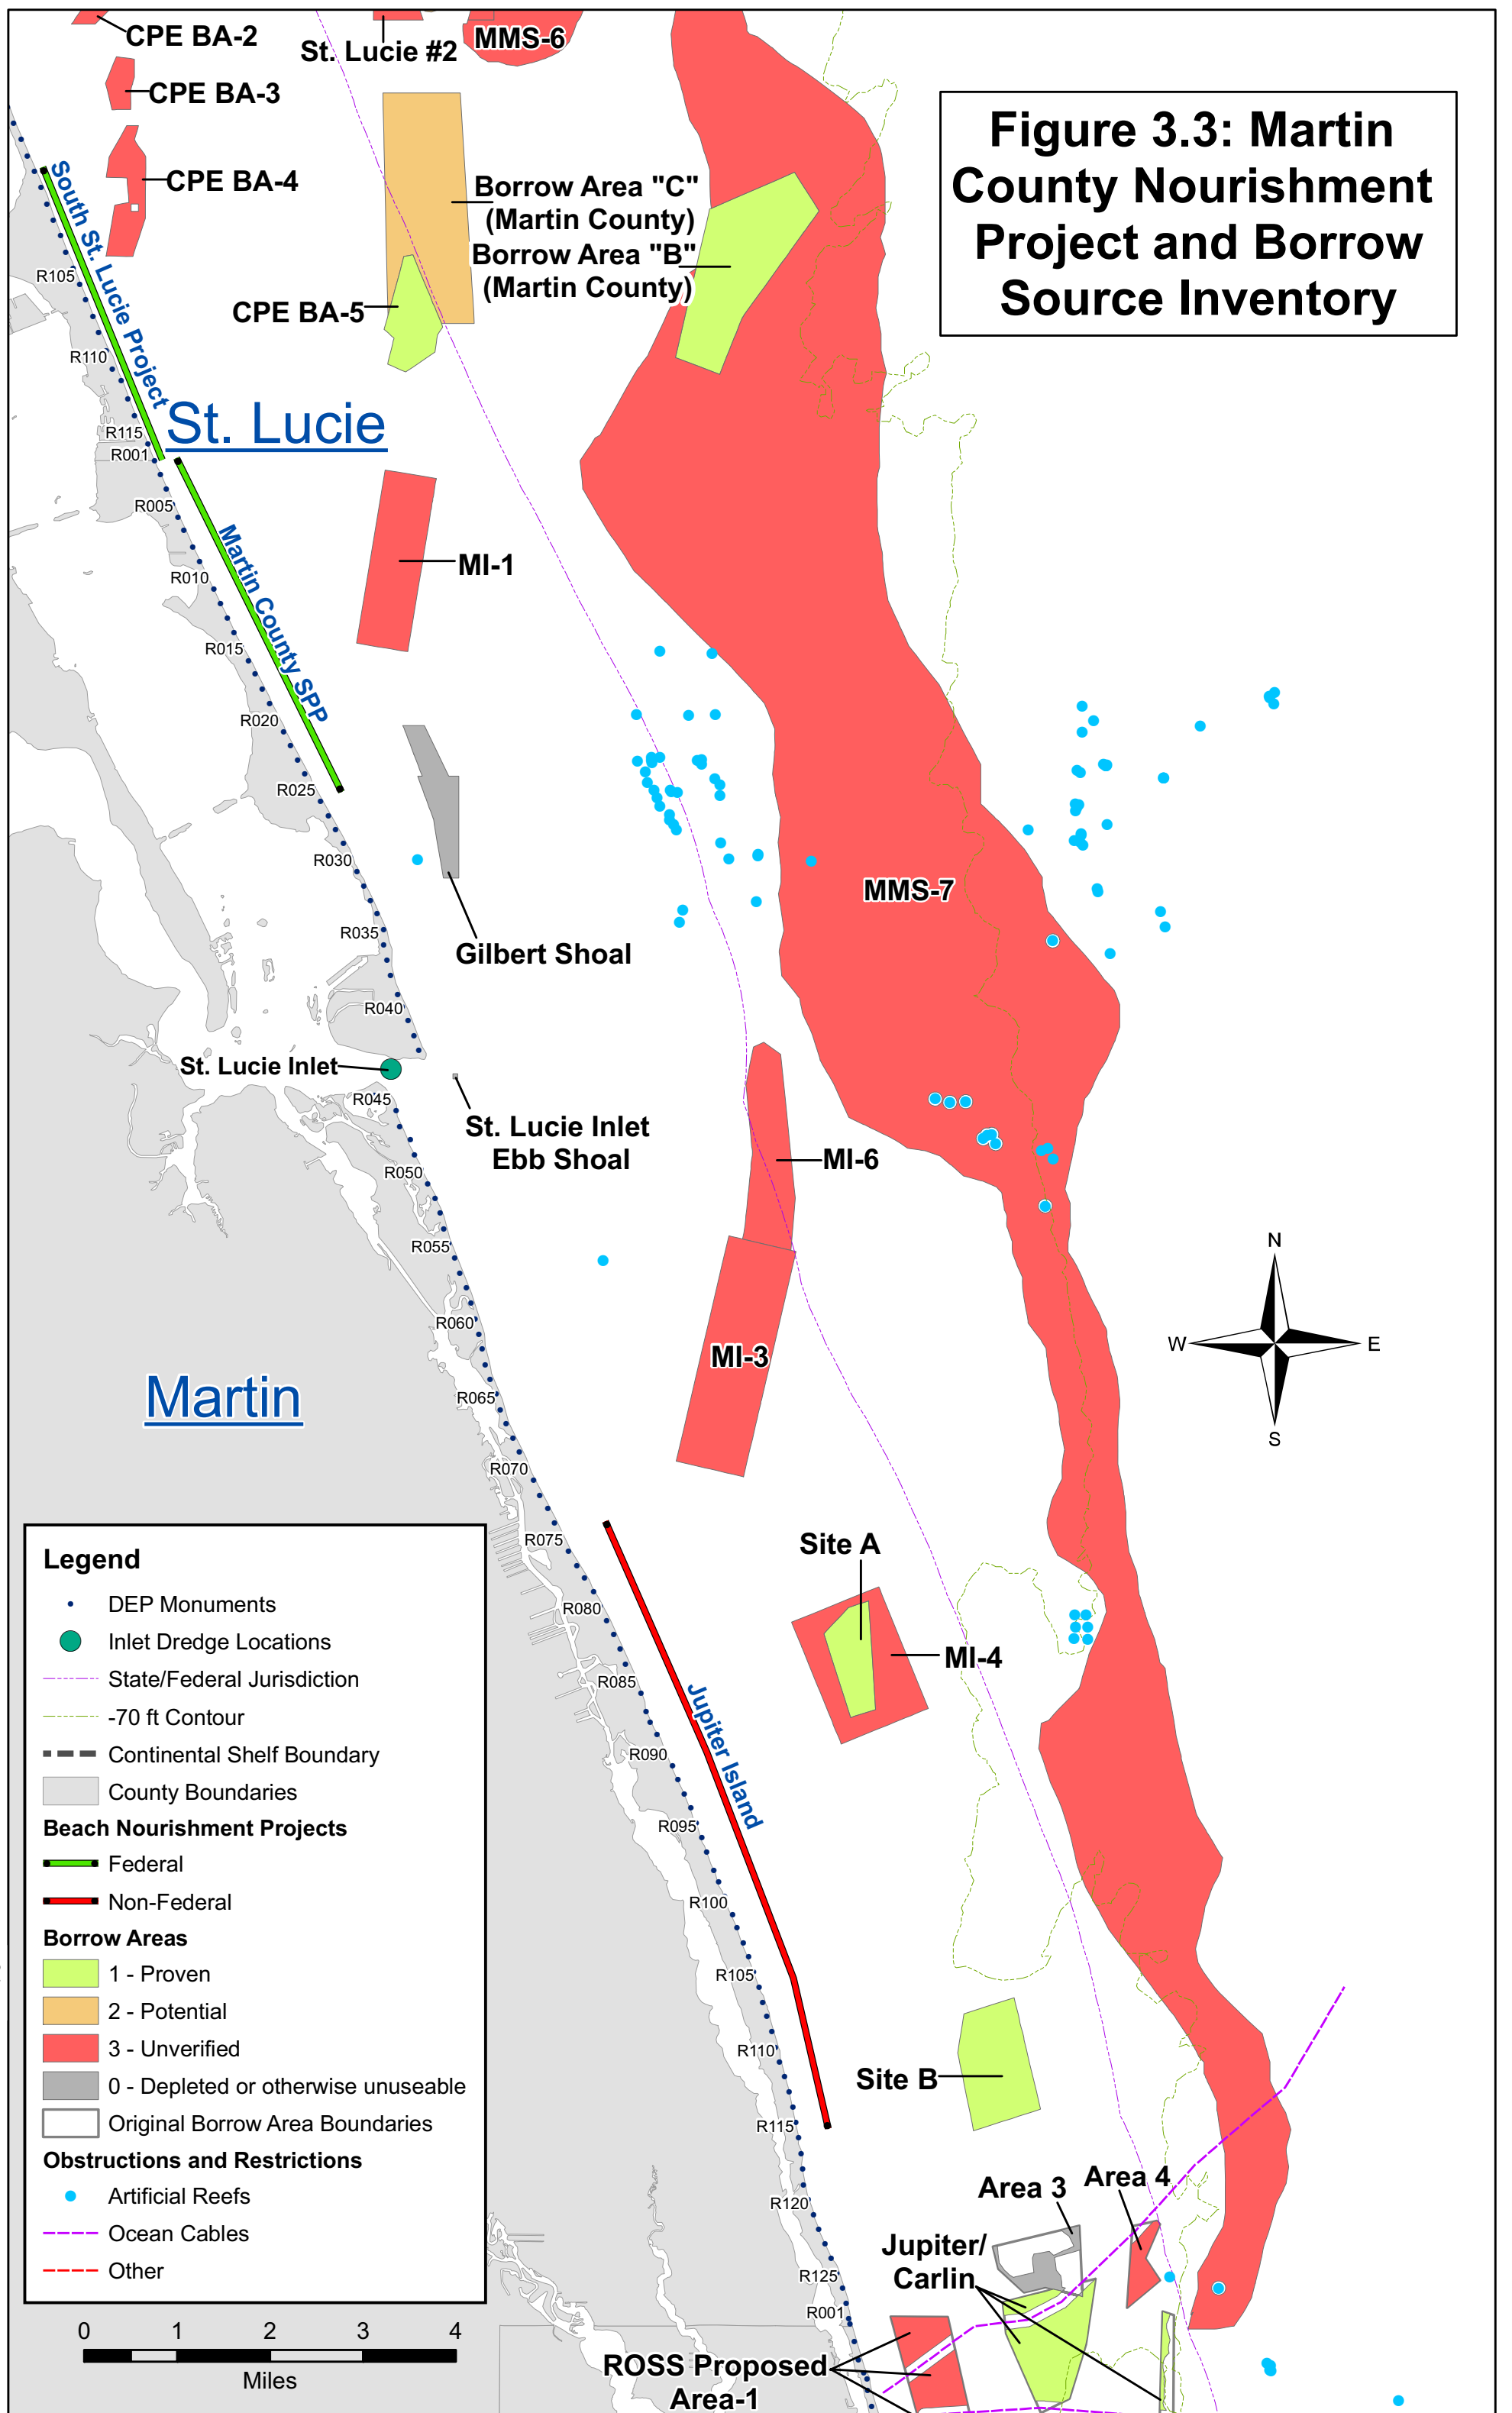 CPE BA-2
St. Lucie #2
MMS-6
CPE BA-3
CPE BA-4
Figure 3.3: Martin
County Nourishment
Project and Borrow
Source Inventory
South St. Lucie Project
Borrow Area "C"
(Martin County)
Borrow Area "B"
(Martin County)
CPE BA-5
R105
R110
R115
R001
St. Lucie
R005
MI-1
Martin County SPP
R010
R015
R020
R025
R030
MMS-7
R035
Gilbert Shoal
R040
St. Lucie Inlet
R045
St. Lucie Inlet
Ebb Shoal
MI-6
R050
R055
N
W
E
S
R060
MI-3
Martin
R065
R070
R075
Site A
R080
MI-4
R085
Jupiter Island
R090
R095
R100
R105
R110
Site B
R115
Area 3
Area 4
R120
Jupiter/
Carlin
R125
R001
ROSS Proposed
Area-1
Legend
DEP Monuments
Inlet Dredge Locations
State/Federal Jurisdiction
-70 ft Contour
Continental Shelf Boundary
County Boundaries
Beach Nourishment Projects
Federal
Non-Federal
Borrow Areas
1 - Proven
2 - Potential
3 - Unverified
0 - Depleted or otherwise unuseable
Original Borrow Area Boundaries
Obstructions and Restrictions
Artificial Reefs
Ocean Cables
Other
0 1 2 3 4
Miles